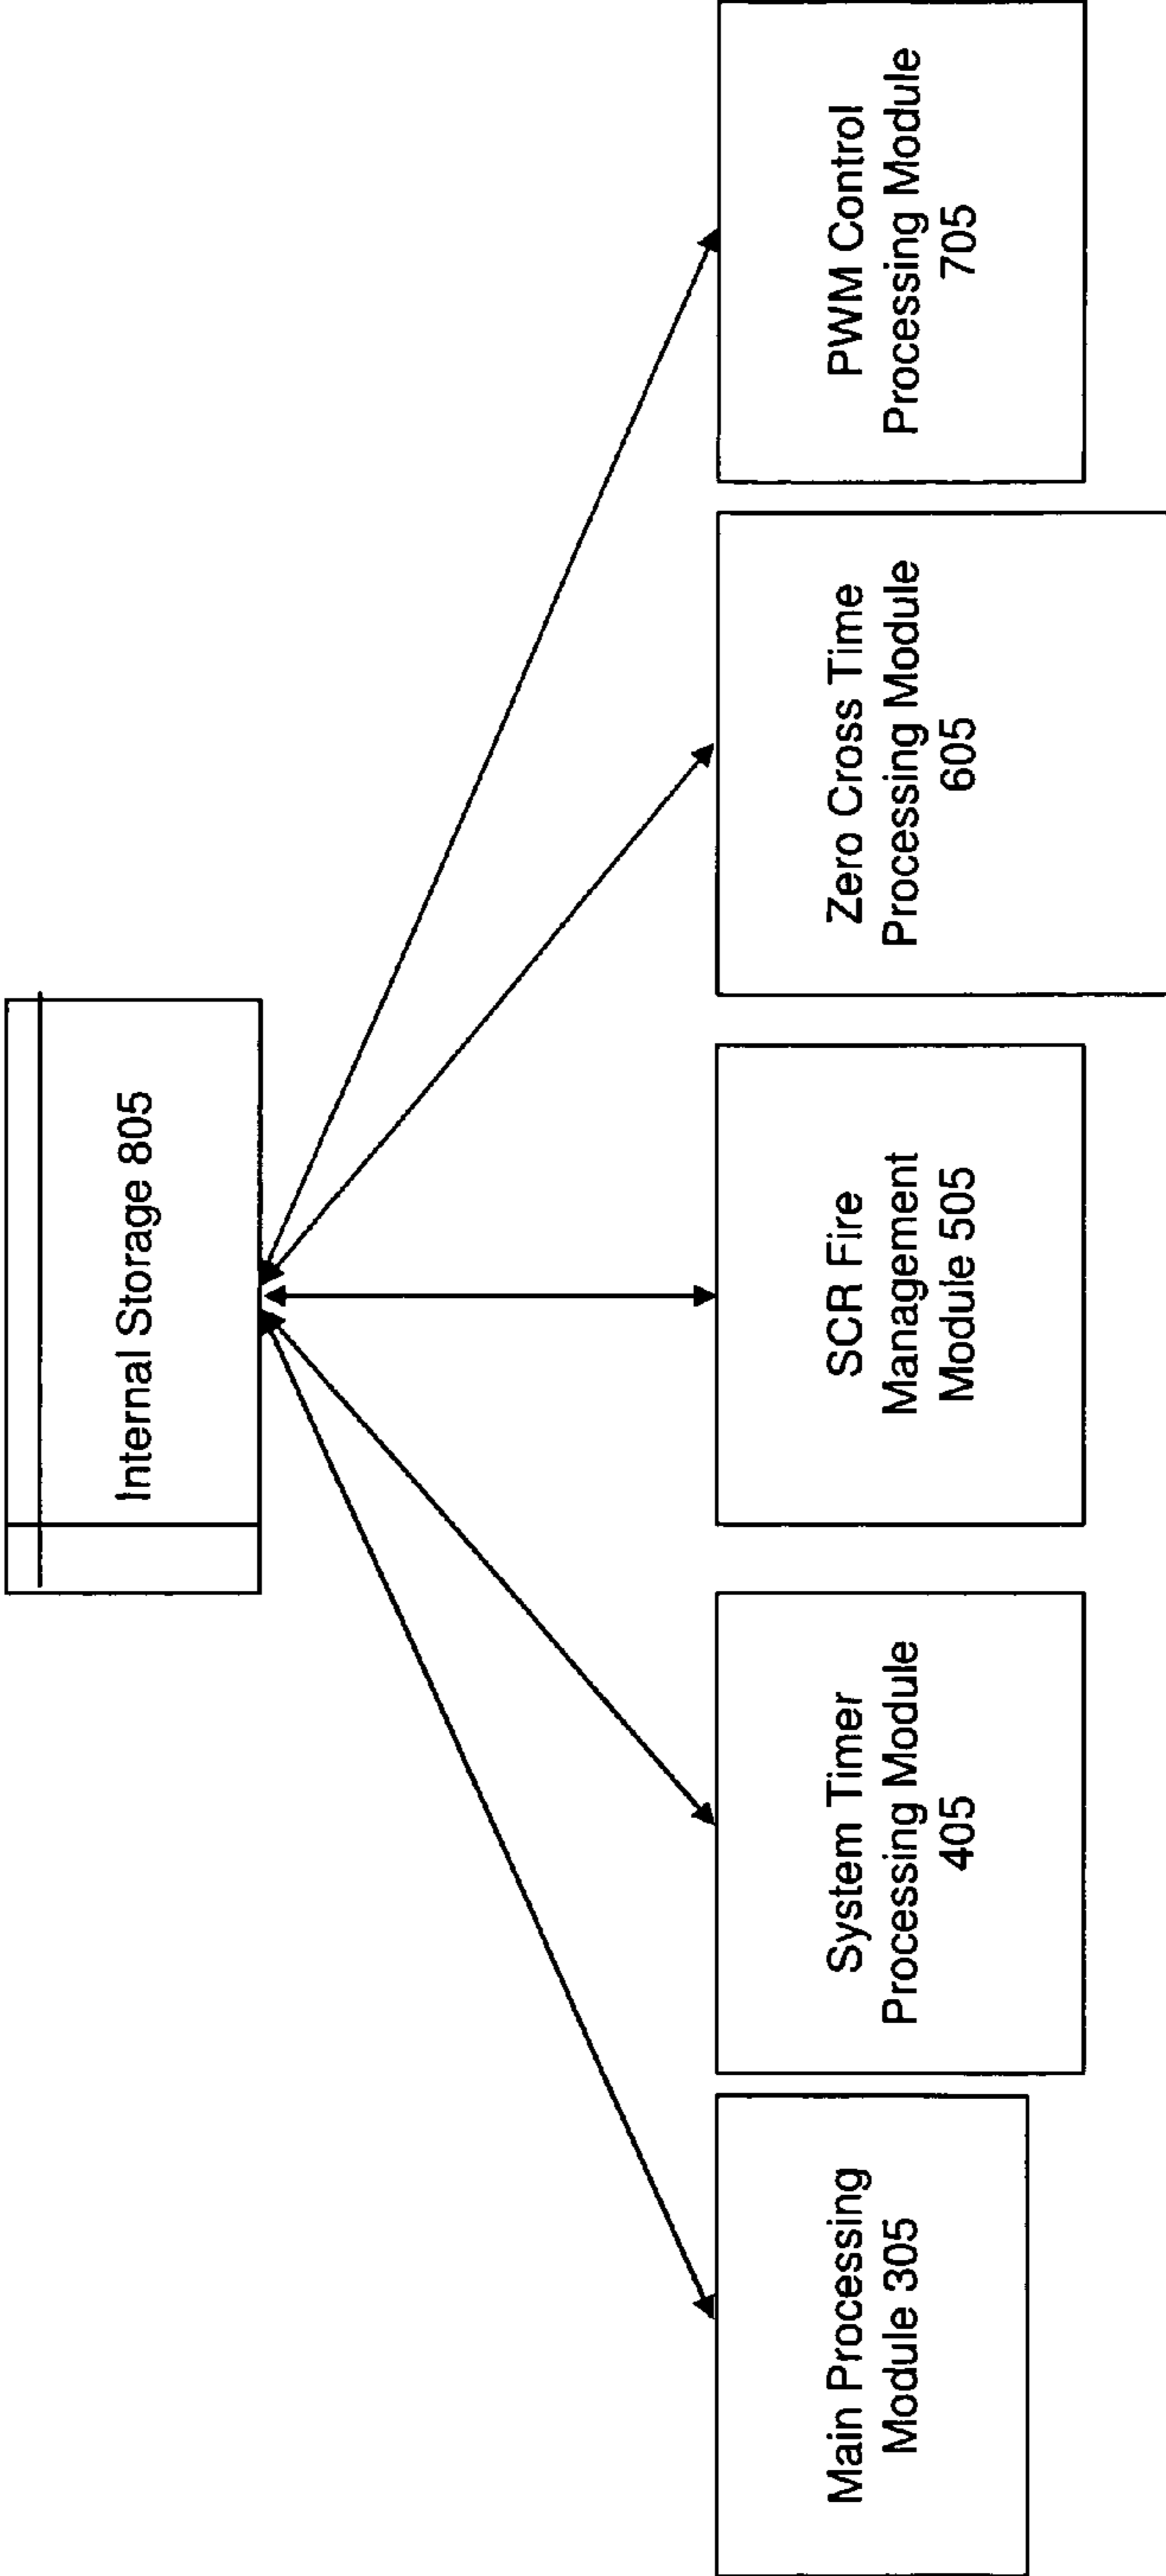 Internal Storage 805
Main Processing
Module 305
System Timer
Processing Module
405
SCR Fire
Management
Module 505
Zero Cross Time
Processing Module
605
PWM Control
Processing Module
705